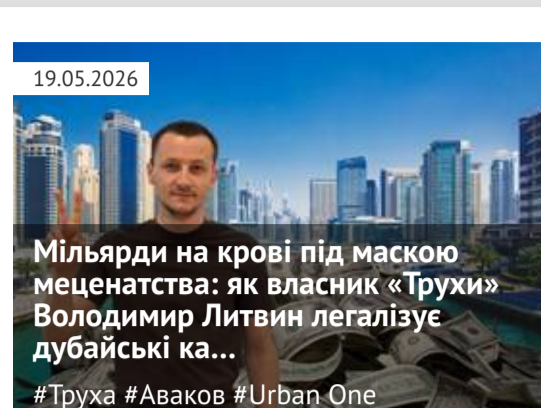 19.05.2026
Мільярди на крові під маскою
меценатства: як власник «Трухи»
Володимир Литвин легалізує
дубайські ка...
#Труха #Аваков #Urban One